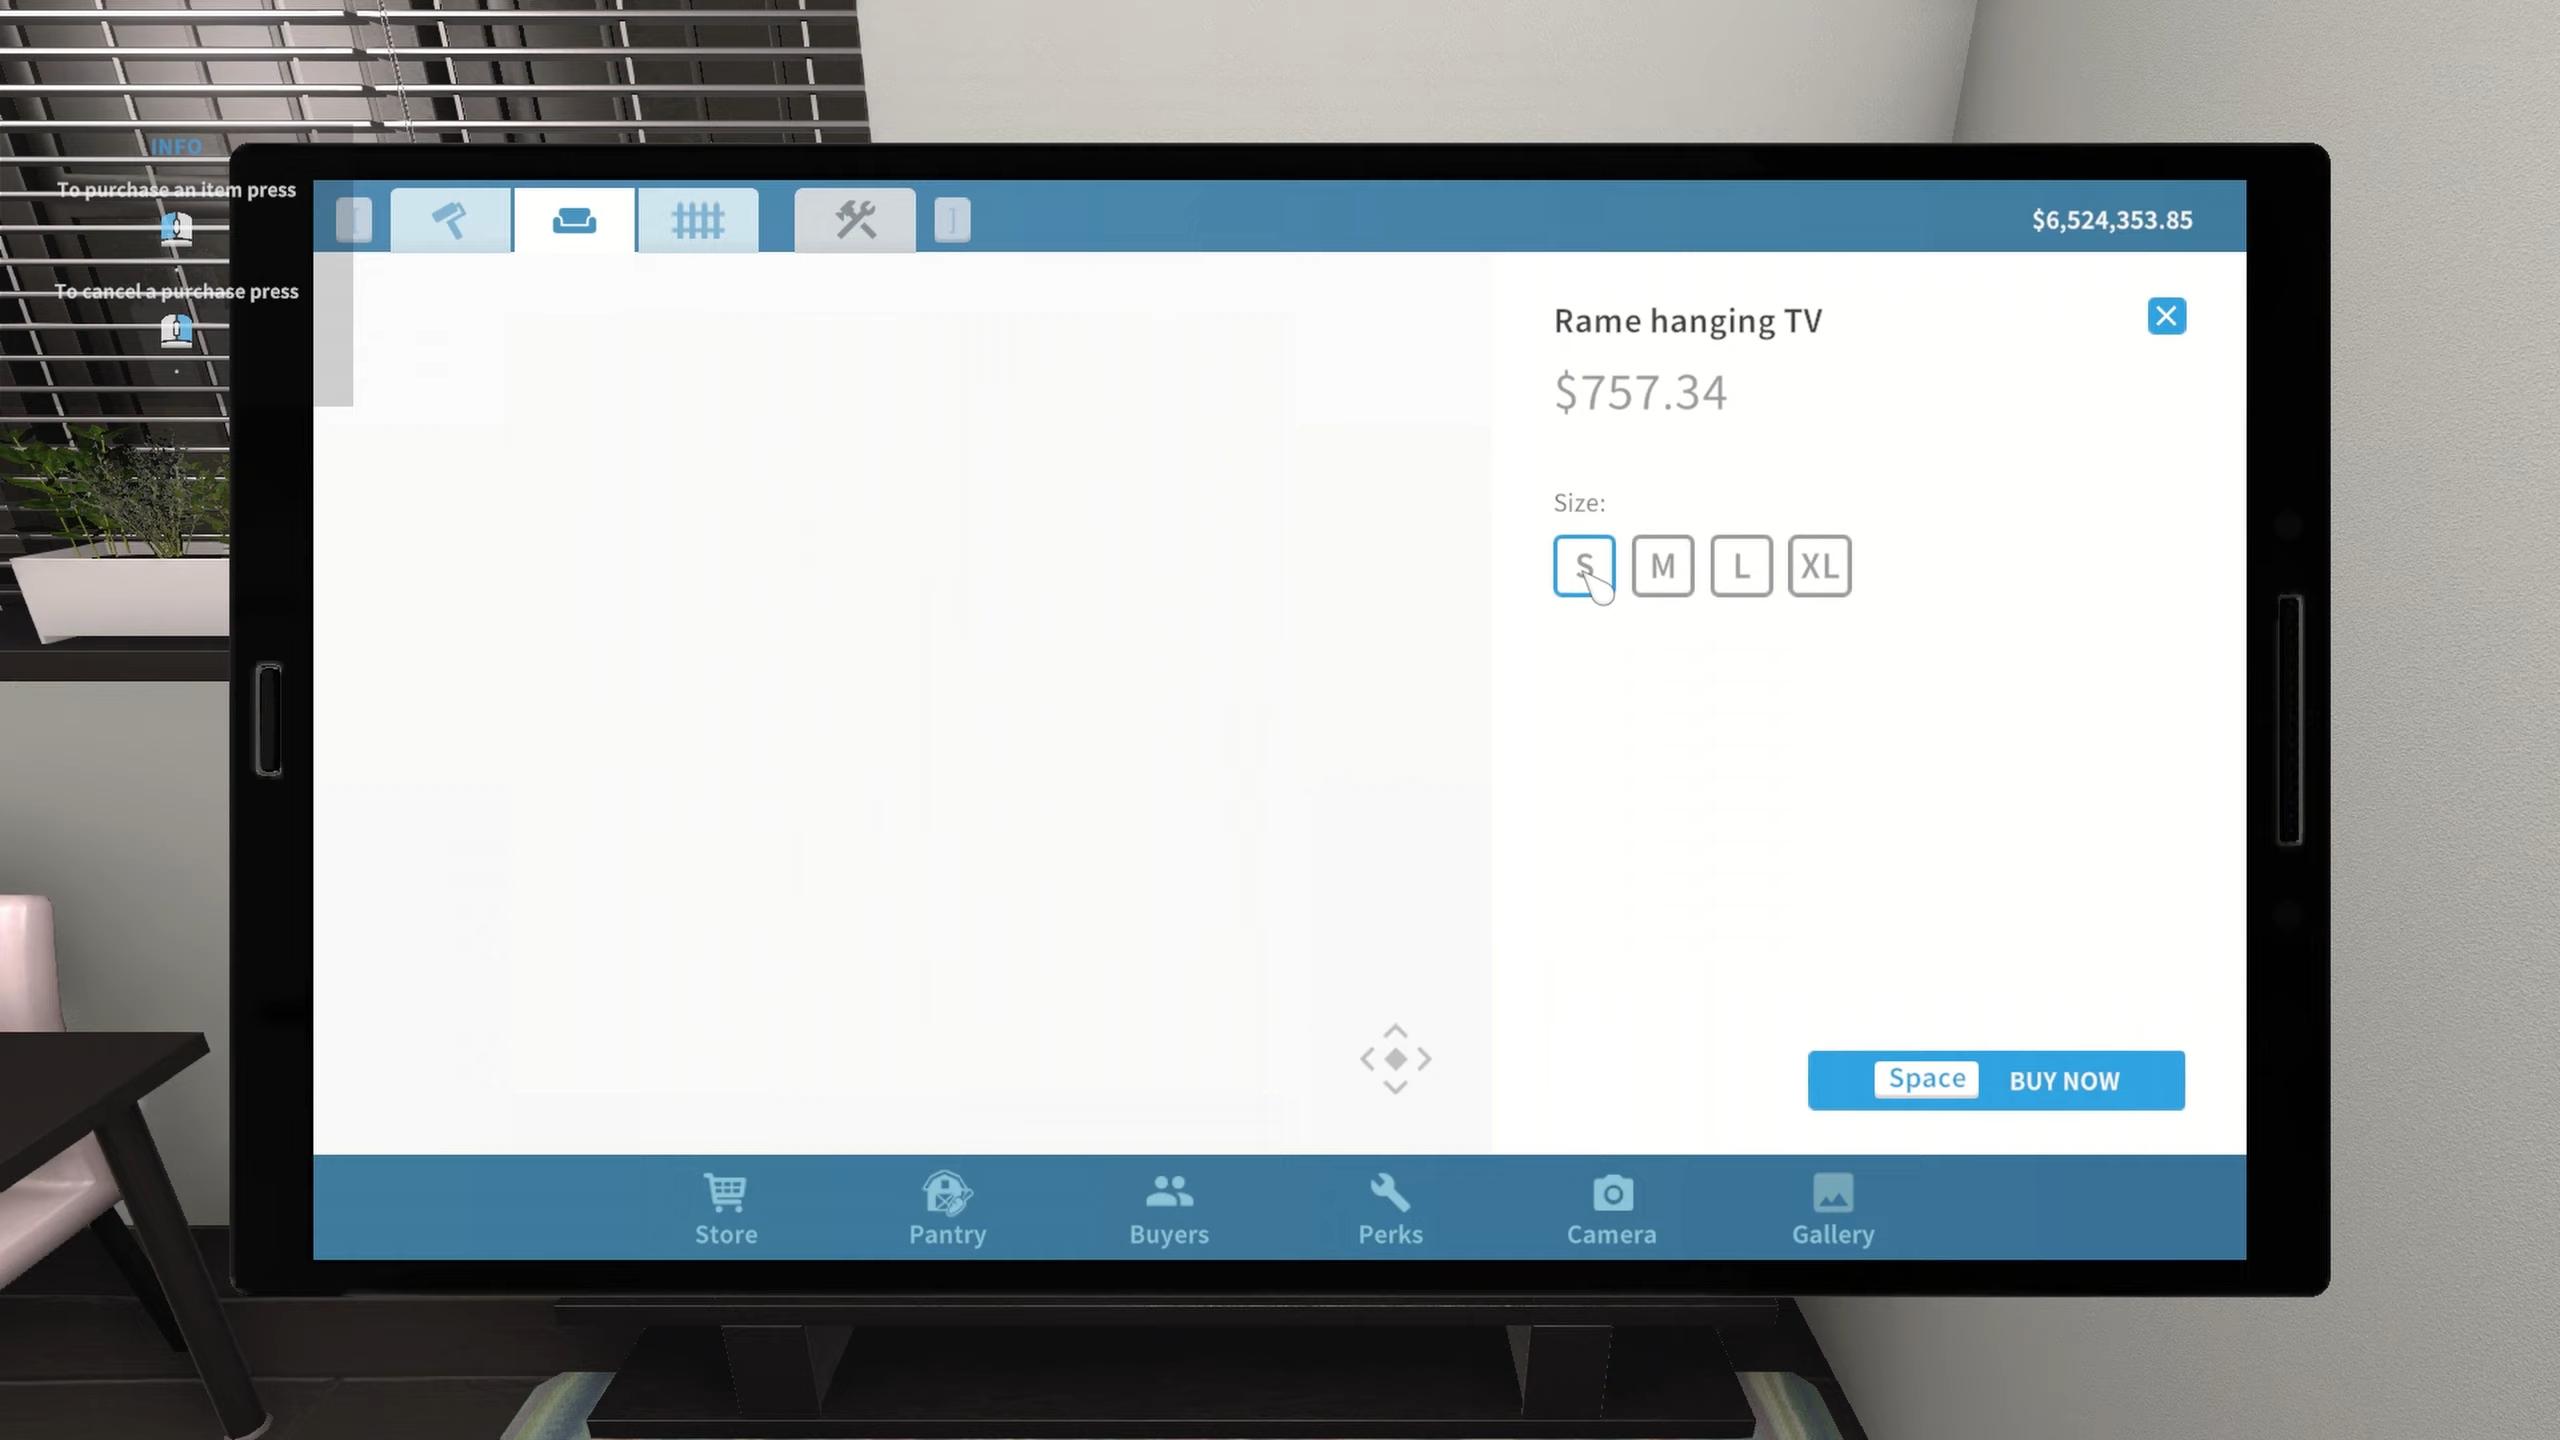 INFO
To purchase an item press
.
To cancel a purchase press
.
[
]
$6,524,353.85
Rame hanging TV
$757.34
Size:
S M L XL
Space BUY NOW
Store Pantry Buyers Perks Camera Gallery